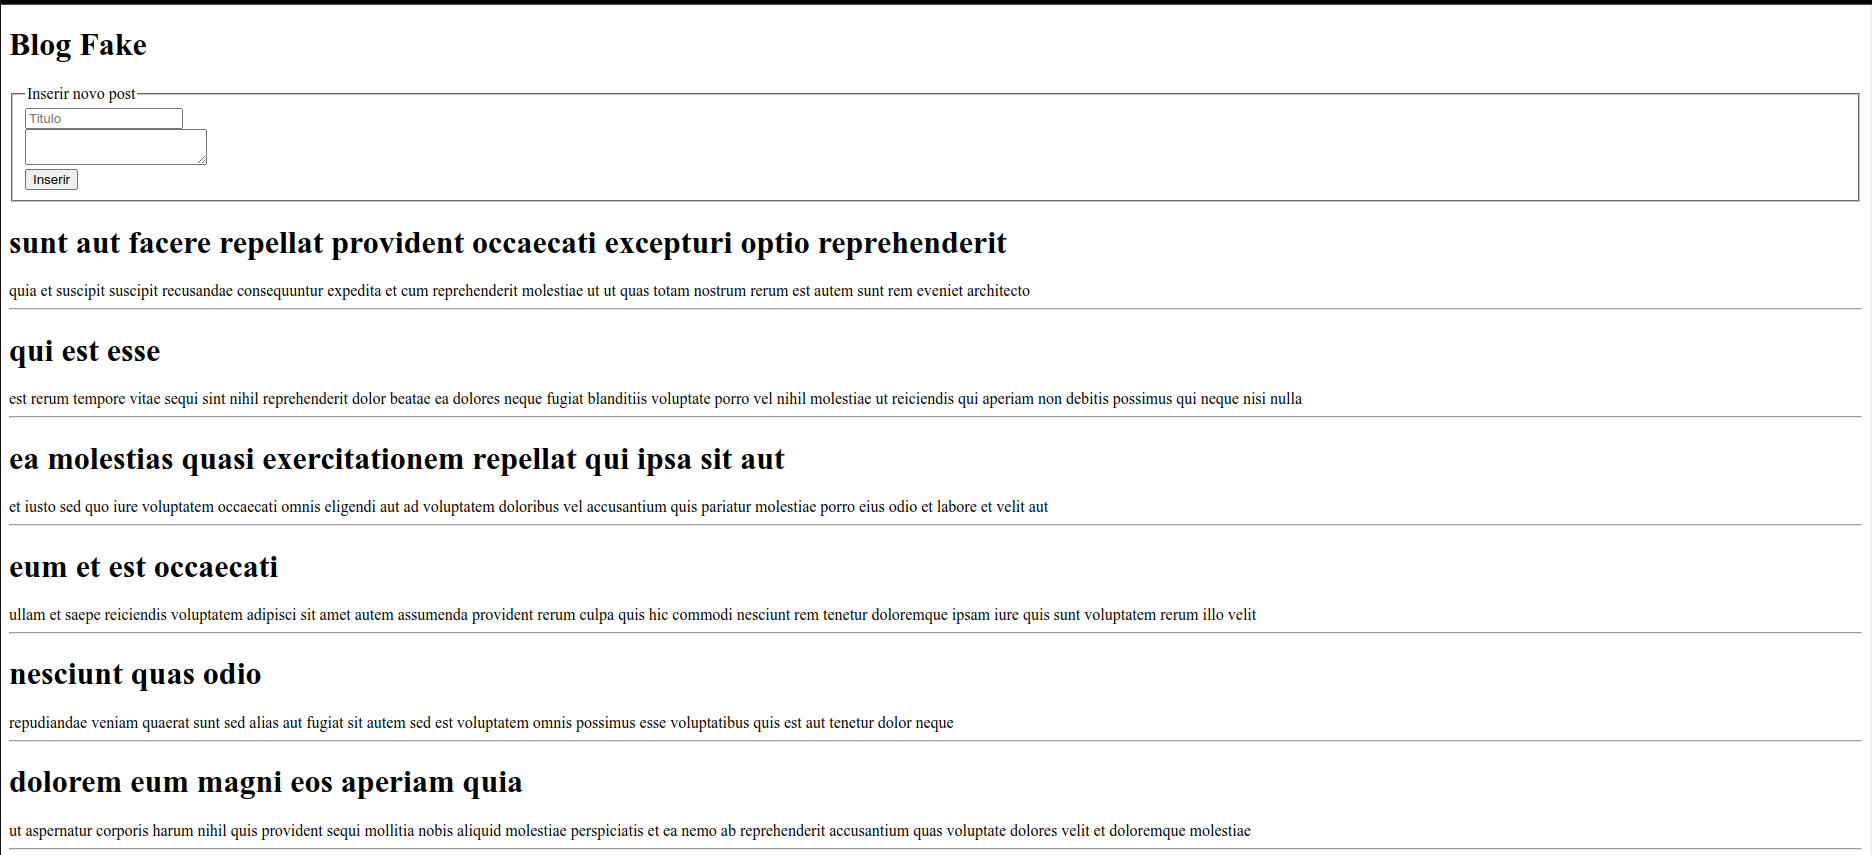 Blog Fake
Inserir novo post
Titulo
Inserir
sunt aut facere repellat provident occaecati excepturi optio reprehenderit
quia et suscipit suscipit recusandae consequuntur expedita et cum reprehenderit molestiae ut ut quas totam nostrum rerum est autem sunt rem eveniet architecto
qui est esse
est rerum tempore vitae sequi sint nihil reprehenderit dolor beatae ea dolores neque fugiat blanditiis voluptate porro vel nihil molestiae ut reiciendis qui aperiam non debitis possimus qui neque nisi nulla
ea molestias quasi exercitationem repellat qui ipsa sit aut
et iusto sed quo iure voluptatem occaecati omnis eligendi aut ad voluptatem doloribus vel accusantium quis pariatur molestiae porro eius odio et labore et velit aut
eum et est occaecati
ullam et saepe reiciendis voluptatem adipisci sit amet autem assumenda provident rerum culpa quis hic commodi nesciunt rem tenetur doloremque ipsam iure quis sunt voluptatem rerum illo velit
nesciunt quas odio
repudiandae veniam quaerat sunt sed alias aut fugiat sit autem sed est voluptatem omnis possimus esse voluptatibus quis est aut tenetur dolor neque
dolorem eum magni eos aperiam quia
ut aspernatur corporis harum nihil quis provident sequi mollitia nobis aliquid molestiae perspiciatis et ea nemo ab reprehenderit accusantium quas voluptate dolores velit et doloremque molestiae